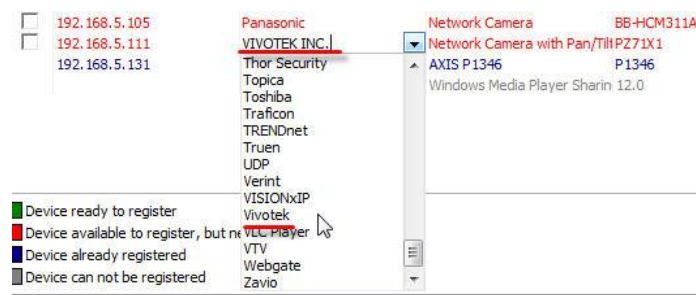 192.168.5.105 Panasonic Network Camera BB-HCM311A
192.168.5.111 VIVOTEK INC. Network Camera with Pan/Tilt PZ71X1
192.168.5.131 AXIS P1346 P1346
Windows Media Player Sharin 12.0
Thor Security
Topica
Toshiba
Traficon
TRENDnet
Truen
UDP
Verint
VISIONxIP
Vivotek
VLC Player
VTV
Webgate
Zavio
Device ready to register
Device available to register, but ne
Device already registered
Device can not be registered